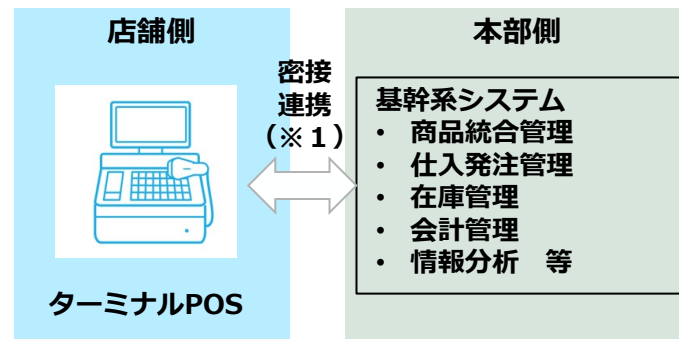 店舗側
ターミナルPOS
密接
連携
（※１）
本部側
基幹系システム
• 商品統合管理
• 仕入発注管理
• 在庫管理
• 会計管理
• 情報分析　等